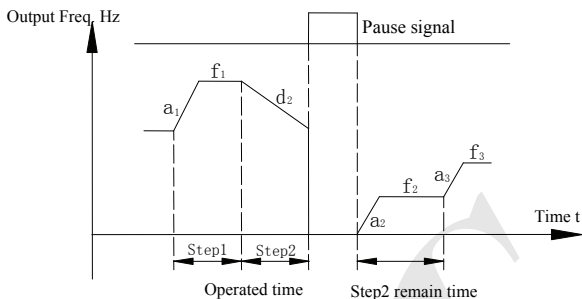 Output Freq. Hz
Pause signal
f1
a1
d2
f3
a3
f2
a2
Time t
Step1 Step2
Operated time
Step2 remain time